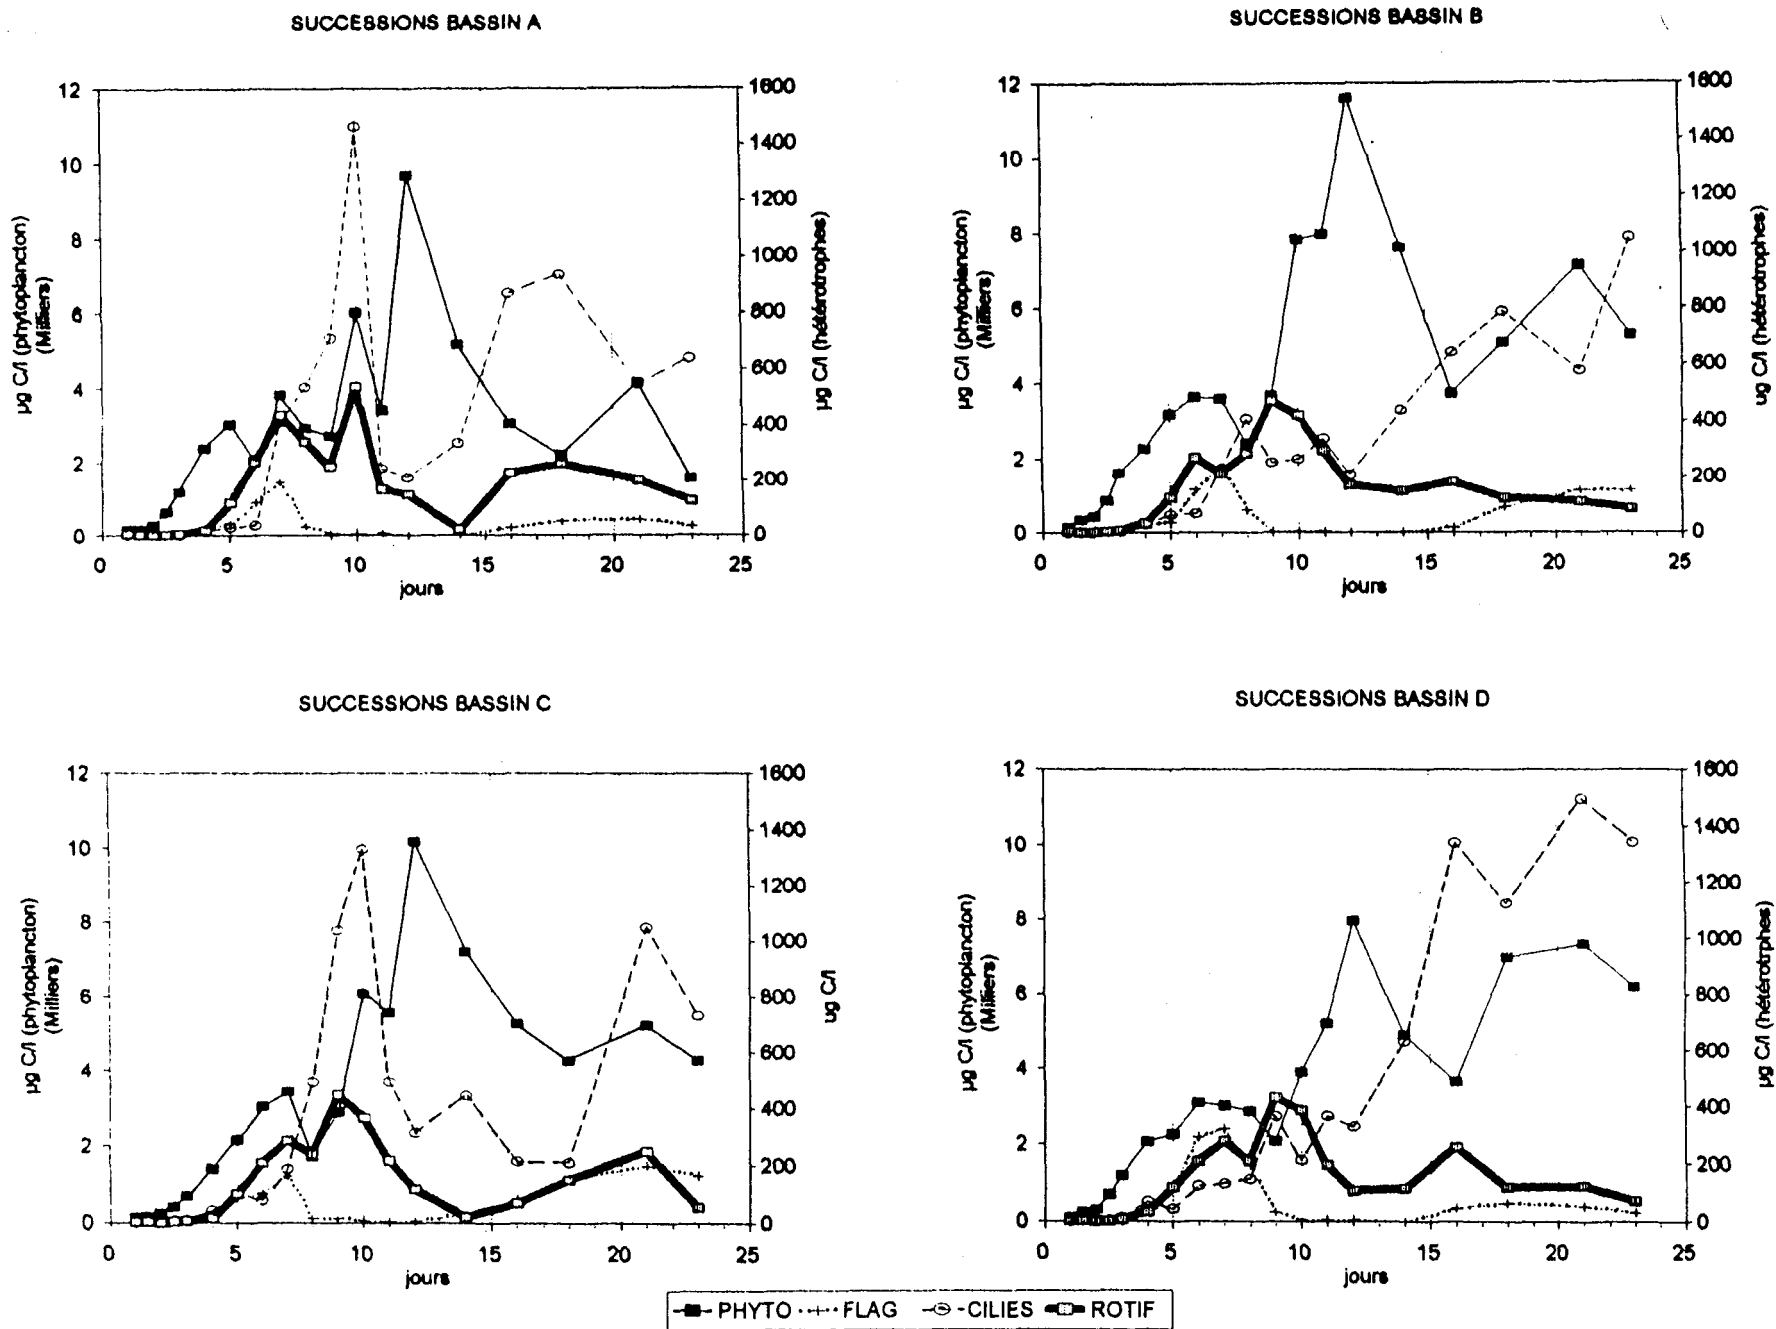 SUCCESSIONS BASSIN A
12
10
8
6
4
2
0
1600
1400
1200
1000
800
600
400
200
0
0 5 10 15 20 25
jours
µg C/l (phytoplancton)
(Milliers)
µg C/l (hétérotrophes)
SUCCESSIONS BASSIN B
12
10
8
6
4
2
0
1600
1400
1200
1000
800
600
400
200
0
0 5 10 15 20 25
jours
µg C/l (phytoplancton)
(Milliers)
ug C/l (hétérotrophes)
SUCCESSIONS BASSIN C
12
10
8
6
4
2
0
1600
1400
1200
1000
800
600
400
200
0
0 5 10 15 20 25
jours
µg C/l (phytoplancton)
(Milliers)
ug C/l
SUCCESSIONS BASSIN D
12
10
8
6
4
2
0
1600
1400
1200
1000
800
600
400
200
0
0 5 10 15 20 25
jours
µg C/l (phytoplancton)
(Milliers)
µg C/l (hétérotrphes)
PHYTO FLAG CILIES ROTIF